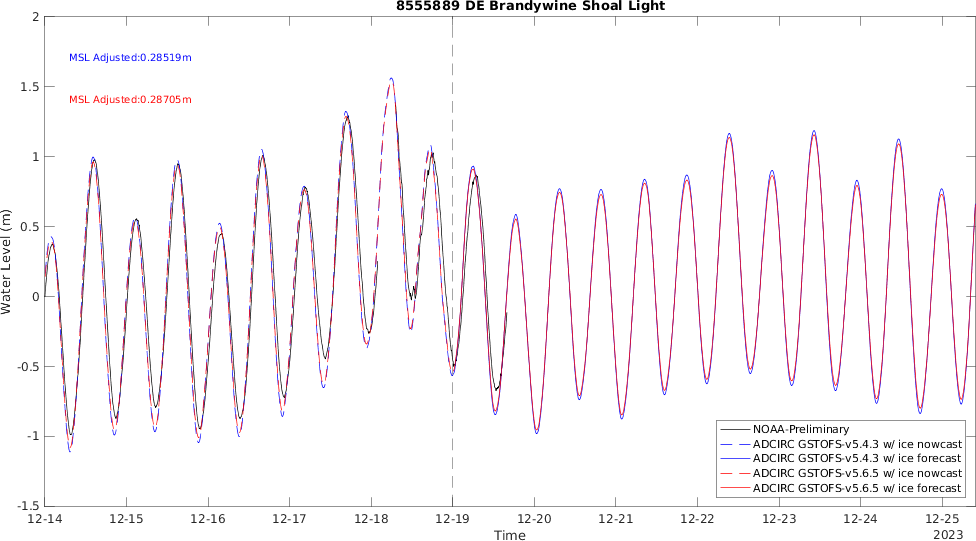 8555889 DE Brandywine Shoal Light
2
1.5
1
0.5
0
-0.5
-1
-1.5
Water Level (m)
MSL Adjusted:0.28519m
MSL Adjusted:0.28705m
NOAA-Preliminary
ADCIRC GSTOFS-v5.4.3 w/ ice nowcast
ADCIRC GSTOFS-v5.4.3 w/ ice forecast
ADCIRC GSTOFS-v5.6.5 w/ ice nowcast
ADCIRC GSTOFS-v5.6.5 w/ ice forecast
12-14 12-15 12-16 12-17 12-18 12-19 12-20 12-21 12-22 12-23 12-24 12-25
Time
2023